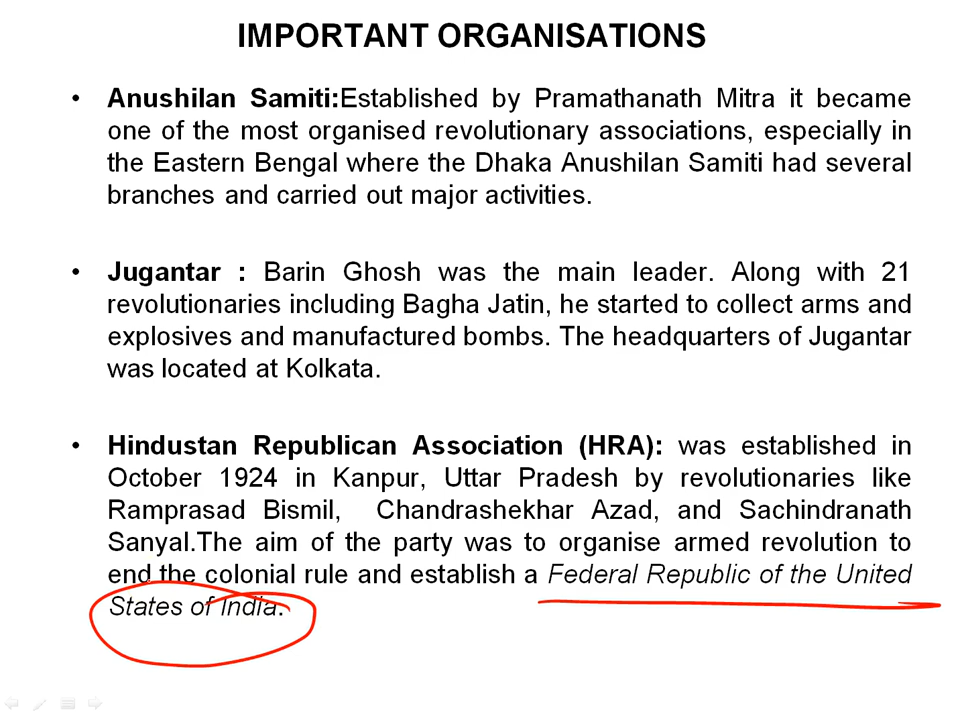 IMPORTANT ORGANISATIONS
• Anushilan Samiti:Established by Pramathanath Mitra it became
one of the most organised revolutionary associations, especially in
the Eastern Bengal where the Dhaka Anushilan Samiti had several
branches and carried out major activities.
• Jugantar : Barin Ghosh was the main leader. Along with 21
revolutionaries including Bagha Jatin, he started to collect arms and
explosives and manufactured bombs. The headquarters of Jugantar
was located at Kolkata.
• Hindustan Republican Association (HRA): was established in
October 1924 in Kanpur, Uttar Pradesh by revolutionaries like
Ramprasad Bismil, Chandrashekhar Azad, and Sachindranath
Sanyal.The aim of the party was to organise armed revolution to
end the colonial rule and establish a Federal Republic of the United
States of India.